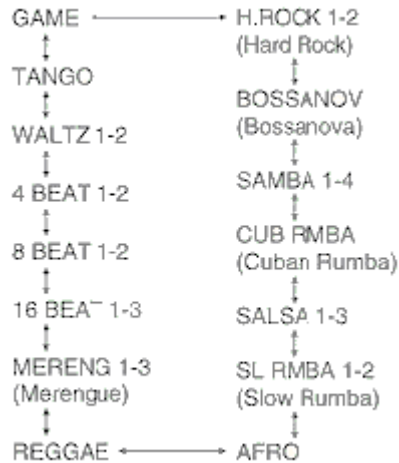 GAME
TANGO
WALTZ 1-2
4 BEAT 1-2
8 BEAT 1-2
16 BEAT 1-3
MERENG 1-3
(Merengue)
REGGAE
H.ROCK 1-2
(Hard Rock)
BOSSANOV
(Bossanova)
SAMBA 1-4
CUB RMBA
(Cuban Rumba)
SALSA 1-3
SL RMBA 1-2
(Slow Rumba)
AFRO